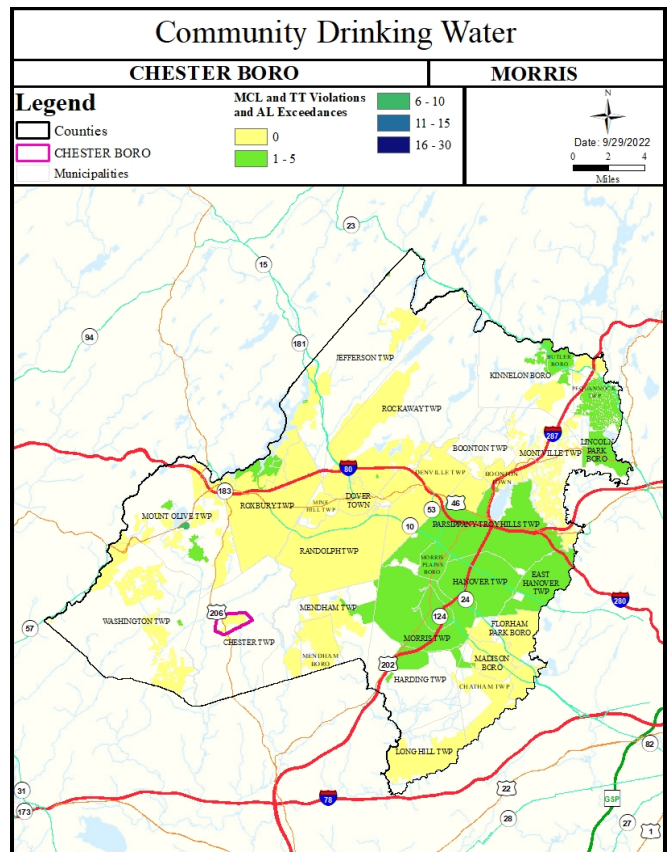 Community Drinking Water
CHESTER BORO
MORRIS
Legend
Counties
CHESTER BORO
Municipalities
MCL and TT Violations
and AL Exceedances
0
1 - 5
6 - 10
11 - 15
16 - 30
N
Date: 9/29/2022
0 2 4
Miles
23
15
94
181
JEFFERSON TWP
BUTLER
BORO
KINNELON BORO
PEQUANNOCK
TWP
ROCKAWAY TWP
287
LINCOLN
PARK
BORO
BOONTON TWP
MONTVILLE TWP
80
DENVILLE TWP
BOONTON
TOWN
183
46
53
ROXBURY TWP
MINE
HILL TWP
DOVER
TOWN
MOUNT OLIVE TWP
10
PARSIPPANY-TROY HILLS TWP
RANDOLPH TWP
MORRIS
PLAINS
BORO
HANOVER TWP
EAST
HANOVER
TWP
280
24
206
MENDHAM TWP
124
57
WASHINGTON TWP
CHESTER TWP
FLORHAM
PARK BORO
MORRIS TWP
MENDHAM
BORO
202
MADISON
BORO
HARDING TWP
CHATHAM TWP
82
LONG HILL TWP
31
22
78
GSP
173
28
27
1